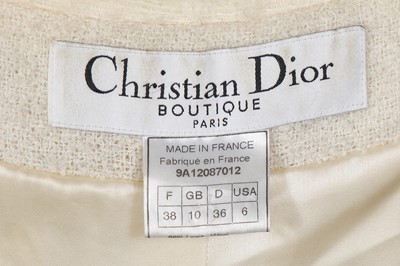 Christian Dior
BOUTIQUE
PARIS
MADE IN FRANCE
Fabriqué en France
9A12087012
F GB D USA
38 10 36 6